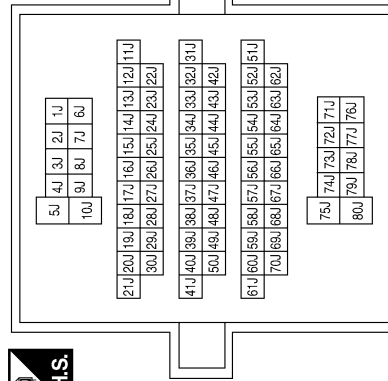 5J 4J 3J 2J 1J
10J 9J 8J 7J 6J
21J 20J 19J 18J 17J 16J 15J 14J 13J 12J 11J
30J 29J 28J 27J 26J 25J 24J 23J 22J
41J 40J 39J 38J 37J 36J 35J 34J 33J 32J 31J
50J 49J 48J 47J 46J 45J 44J 43J 42J
61J 60J 59J 58J 57J 56J 55J 54J 53J 52J 51J
70J 69J 68J 67J 66J 65J 64J 63J 62J
75J 74J 73J 72J 71J
80J 79J 78J 77J 76J
H.S.